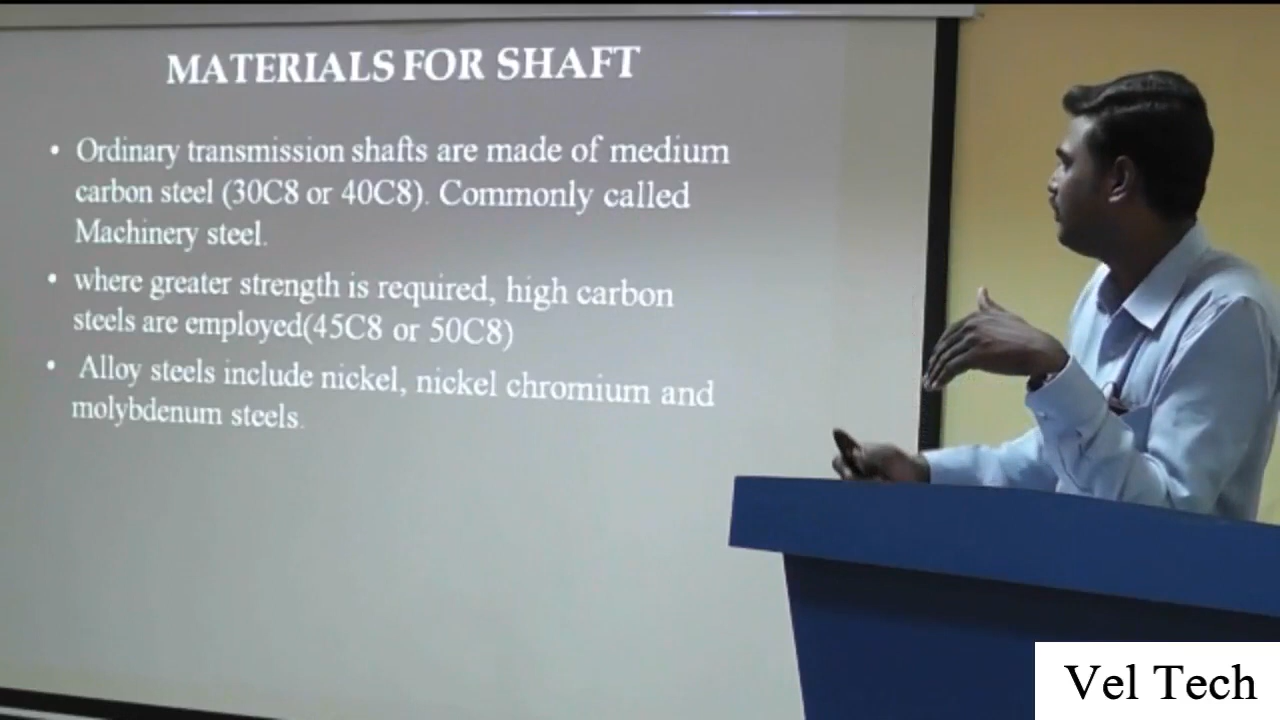 MATERIALS FOR SHAFT
• Ordinary transmission shafts are made of medium
carbon steel (30C8 or 40C8). Commonly called
Machinery steel.
• where greater strength is required, high carbon
steels are employed(45C8 or 50C8)
• Alloy steels include nickel, nickel chromium and
molybdenum steels.
Vel Tech